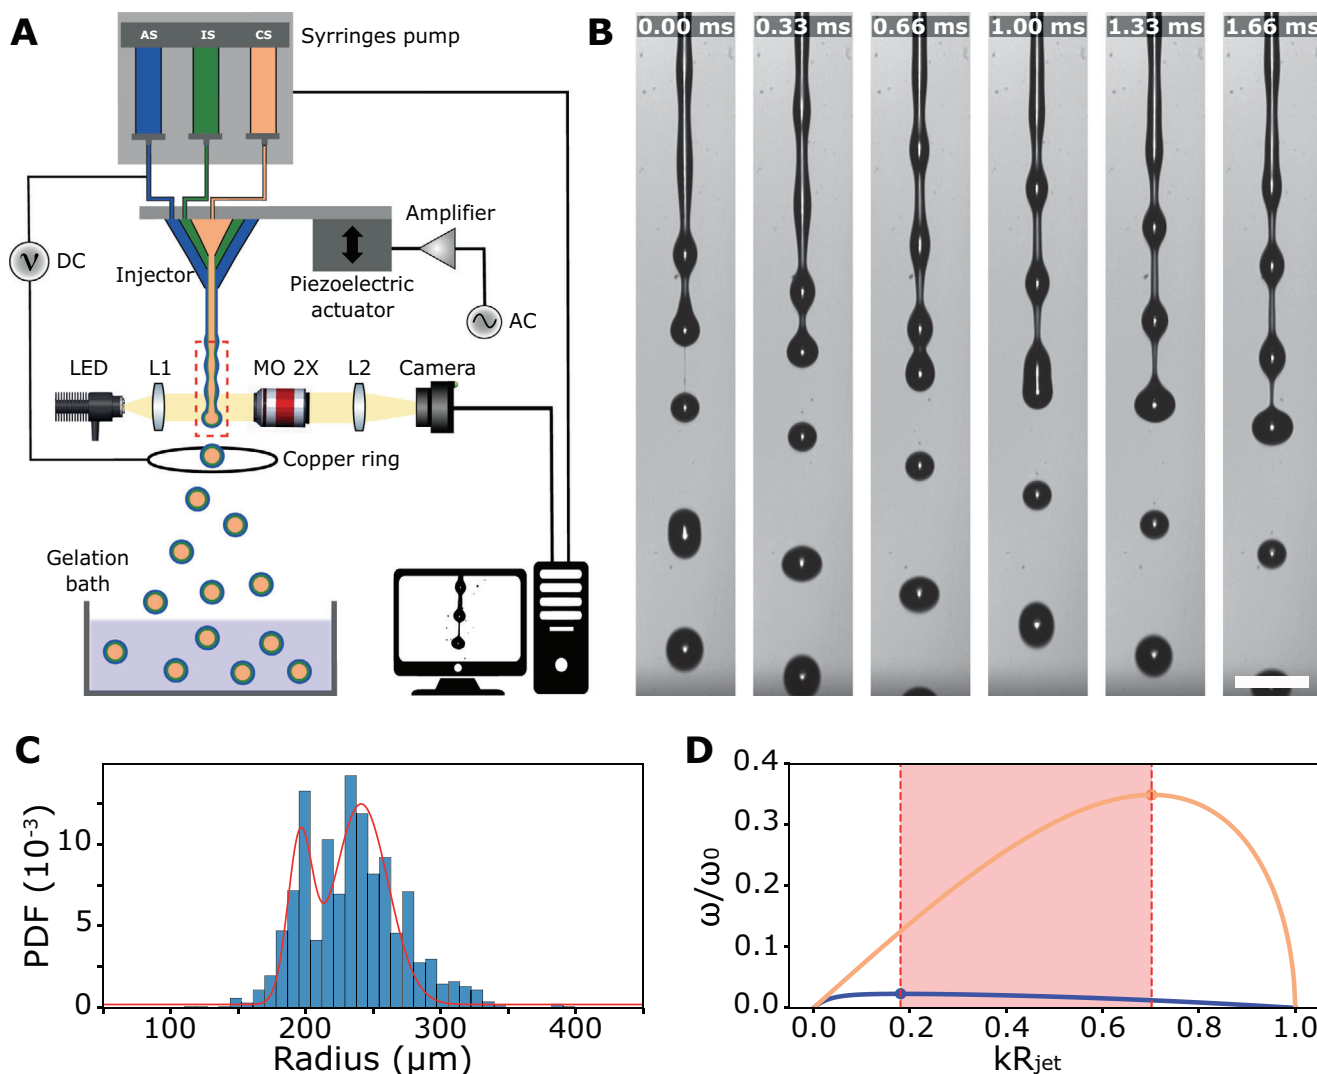 A
AS IS CS
Syrringes pump
DC
Injector
Amplifier
Piezoelectric
actuator
AC
LED L1 MO 2X L2 Camera
Copper ring
Gelation
bath
B
0.00 ms 0.33 ms 0.66 ms 1.00 ms 1.33 ms 1.66 ms
C
PDF (10⁻³)
10
5
0
100 200 300 400
Radius (μm)
D
ω/ω₀
0.4
0.3
0.2
0.1
0.0
0.0 0.2 0.4 0.6 0.8 1.0
kRjet